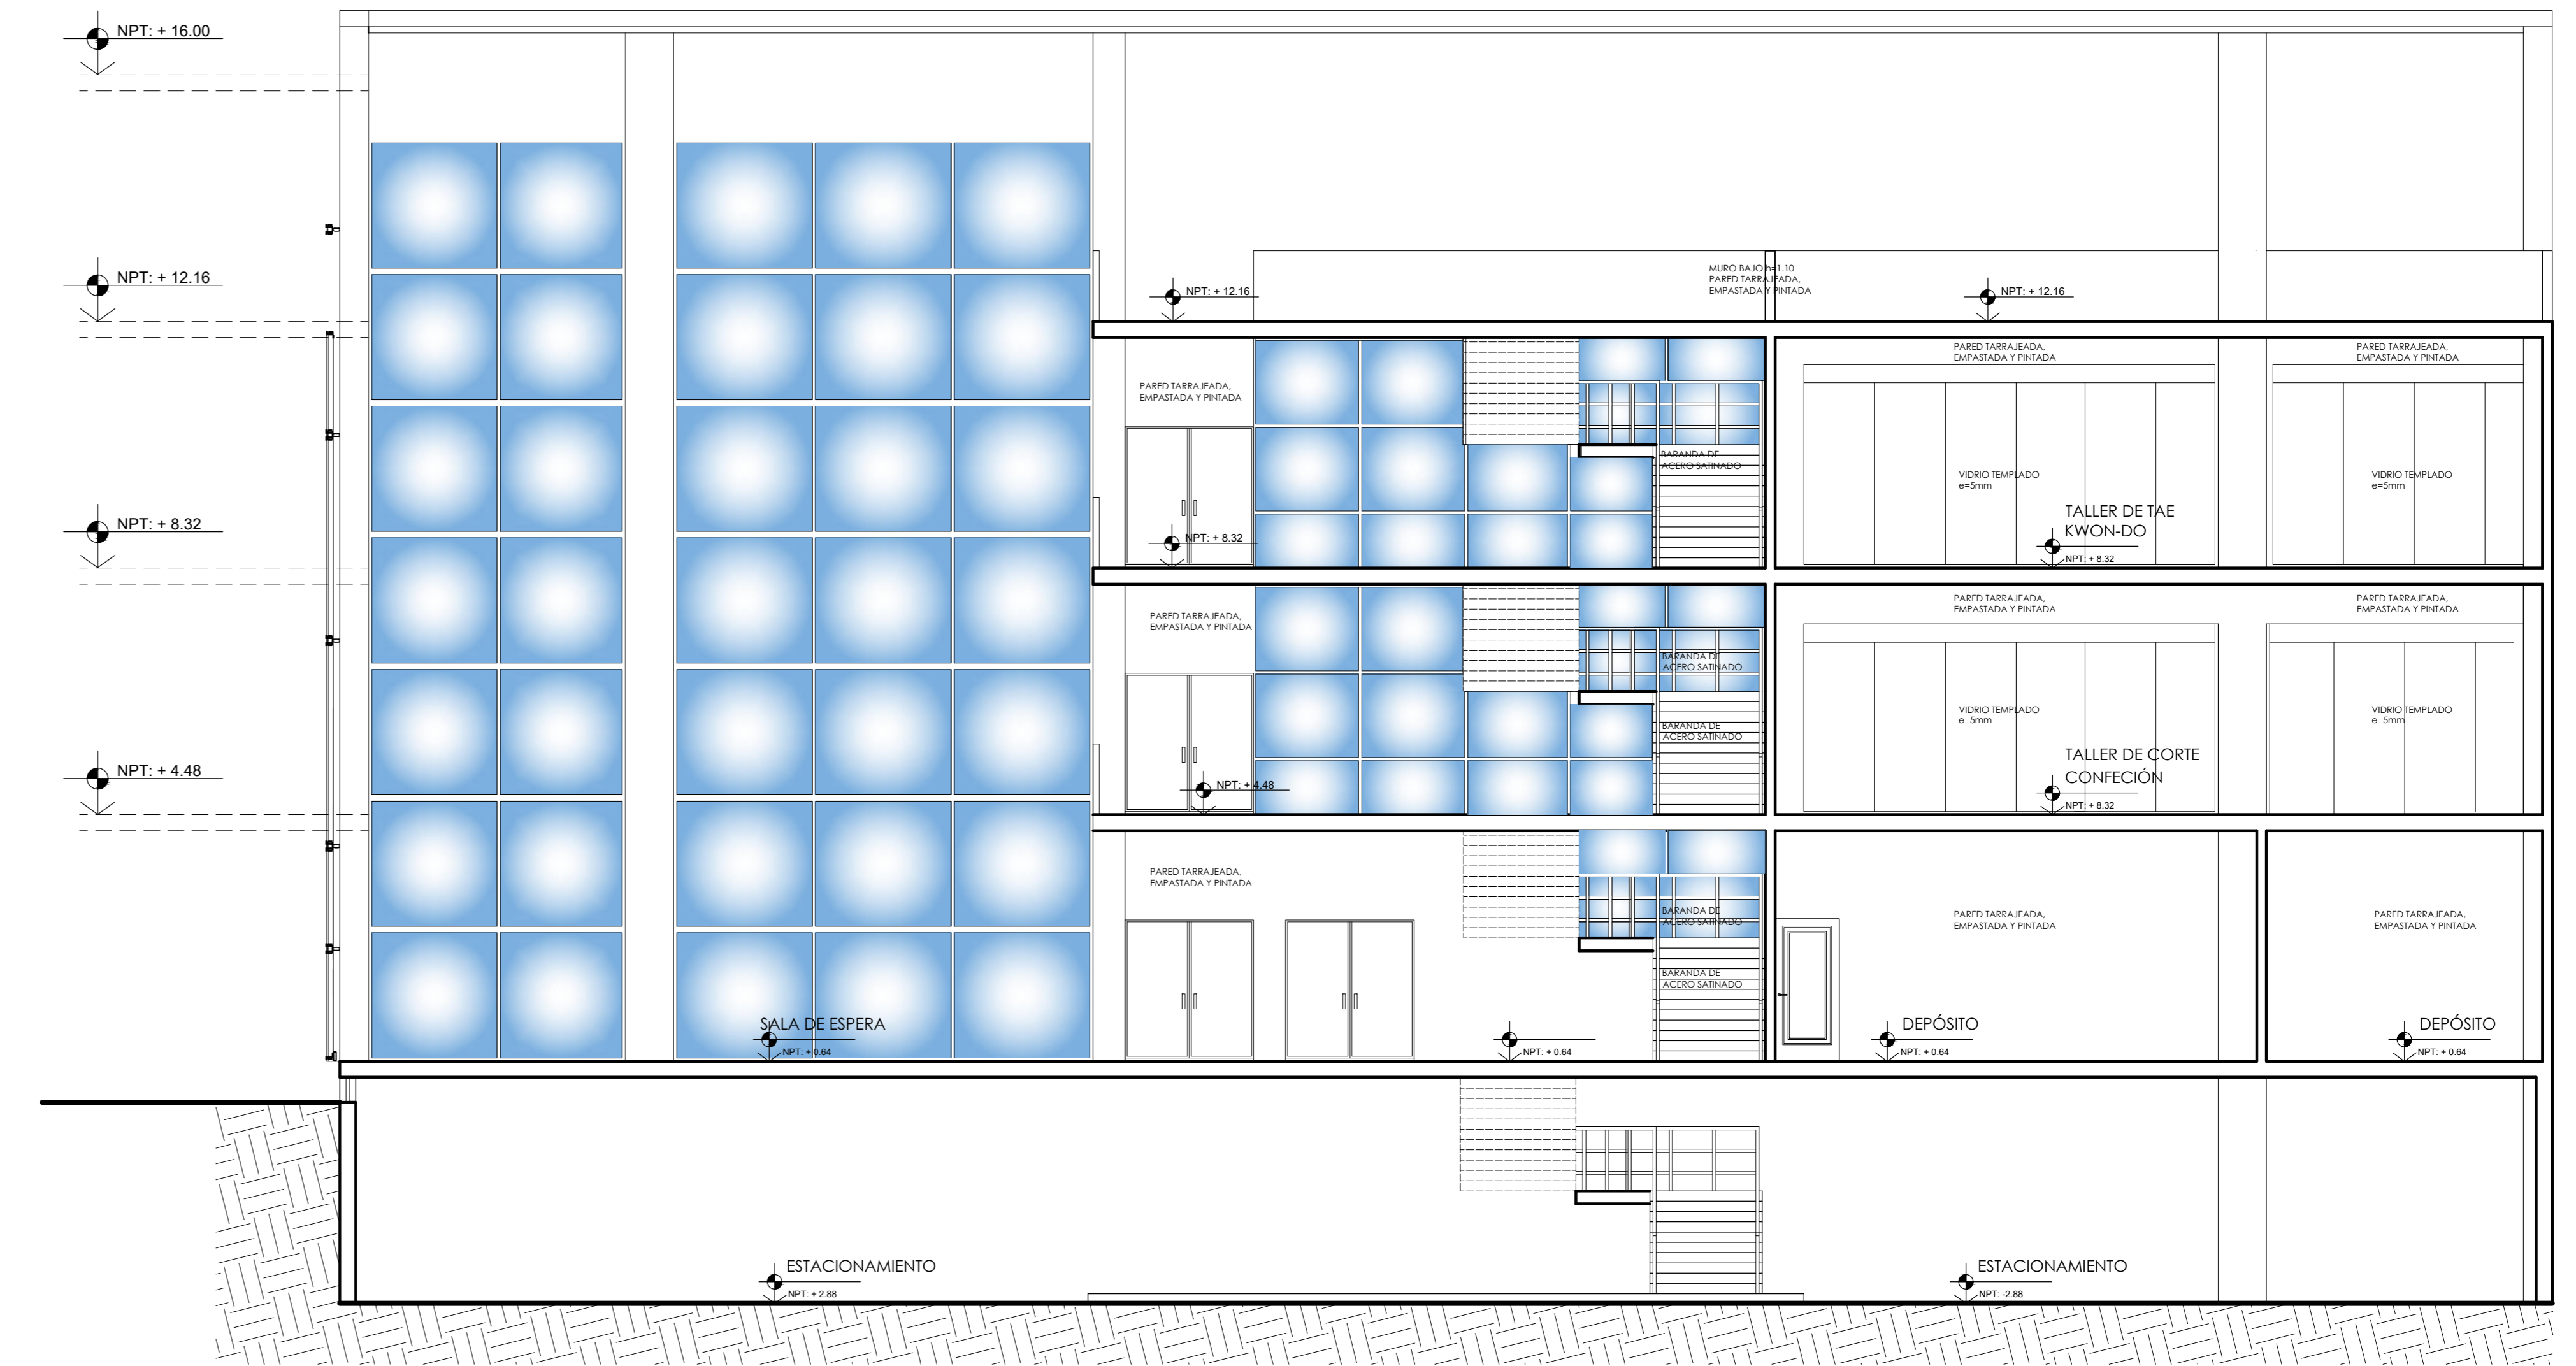 NPT: + 16.00
NPT: + 12.16
MURO BAJO h=1.10
PARED TARRAJEADA,
EMPASTADA Y PINTADA
NPT: + 12.16
NPT: + 12.16
PARED TARRAJEADA,
EMPASTADA Y PINTADA
PARED TARRAJEADA,
EMPASTADA Y PINTADA
PARED TARRAJEADA,
EMPASTADA Y PINTADA
BARANDA DE
ACERO SATINADO
VIDRIO TEMPLADO
e=5mm
VIDRIO TEMPLADO
e=5mm
TALLER DE TAE
KWON-DO
NPT: + 8.32
NPT: + 8.32
NPT: + 8.32
PARED TARRAJEADA,
EMPASTADA Y PINTADA
PARED TARRAJEADA,
EMPASTADA Y PINTADA
PARED TARRAJEADA,
EMPASTADA Y PINTADA
BARANDA DE
ACERO SATINADO
BARANDA DE
ACERO SATINADO
VIDRIO TEMPLADO
e=5mm
VIDRIO TEMPLADO
e=5mm
TALLER DE CORTE
CONFECIÓN
NPT: + 8.32
NPT: + 4.48
NPT: + 4.48
PARED TARRAJEADA,
EMPASTADA Y PINTADA
BARANDA DE
ACERO SATINADO
PARED TARRAJEADA,
EMPASTADA Y PINTADA
PARED TARRAJEADA,
EMPASTADA Y PINTADA
BARANDA DE
ACERO SATINADO
SALA DE ESPERA
NPT: + 0.64
NPT: + 0.64
DEPÓSITO
NPT: + 0.64
DEPÓSITO
NPT: + 0.64
ESTACIONAMIENTO
NPT: + 2.88
ESTACIONAMIENTO
NPT: -2.88